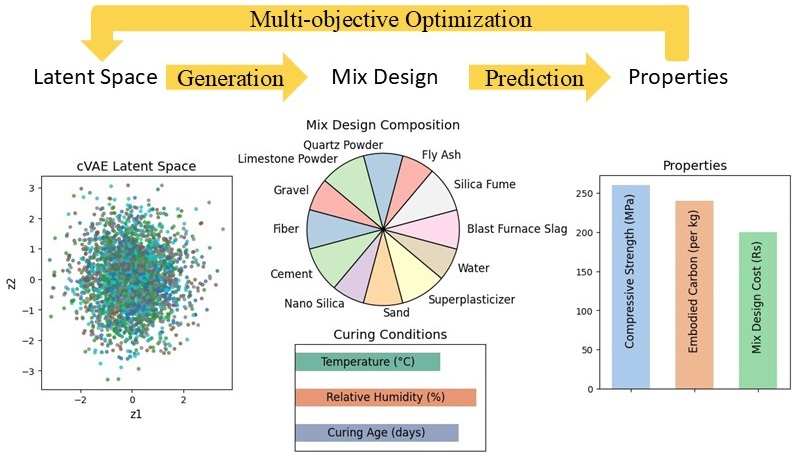 Multi-objective Optimization
Latent Space
Generation
Mix Design
Prediction
Properties
cVAE Latent Space
z2
3
2
1
0
−1
−2
−3
−2
0
2
z1
Mix Design Composition
Quartz Powder
Fly Ash
Limestone Powder
Silica Fume
Gravel
Fiber
Blast Furnace Slag
Cement
Water
Nano Silica
Superplasticizer
Sand
Curing Conditions
Temperature (°C)
Relative Humidity (%)
Curing Age (days)
Properties
250
200
150
100
50
0
Compressive Strength (MPa)
Embodied Carbon (per kg)
Mix Design Cost (Rs)